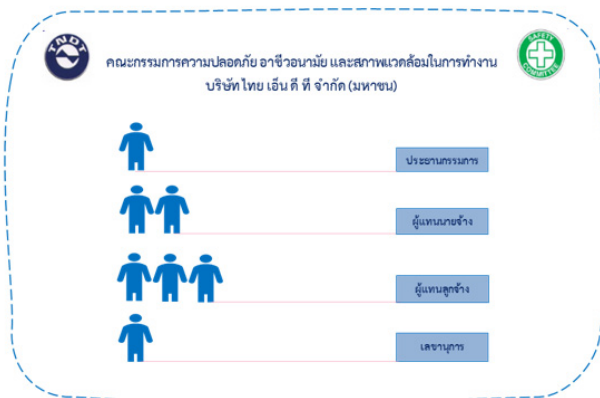 TNDT
คณะกรรมการความปลอดภัย อาชีวอนามัย และสภาพแวดล้อมในการทำงาน
SAFETY
COMMITTEE
บริษัท ไทย เอ็น ดี ที จำกัด (มหาชน)
ประธานกรรมการ
ผู้แทนนายจ้าง
ผู้แทนลูกจ้าง
เลขานุการ